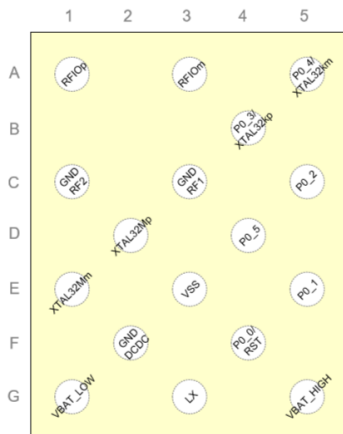 1 2 3 4 5
A
RFIOp
RFIOm
P0_4/
XTAL32km
B
P0_3/
XTAL32kp
C
GND
RF2
GND
RF1
P0_2
D
XTAL32Mp
P0_5
E
XTAL32Mm
VSS
P0_1
F
GND
DCDC
P0_0/
RST
G
VBAT_LOW
LX
VBAT_HIGH